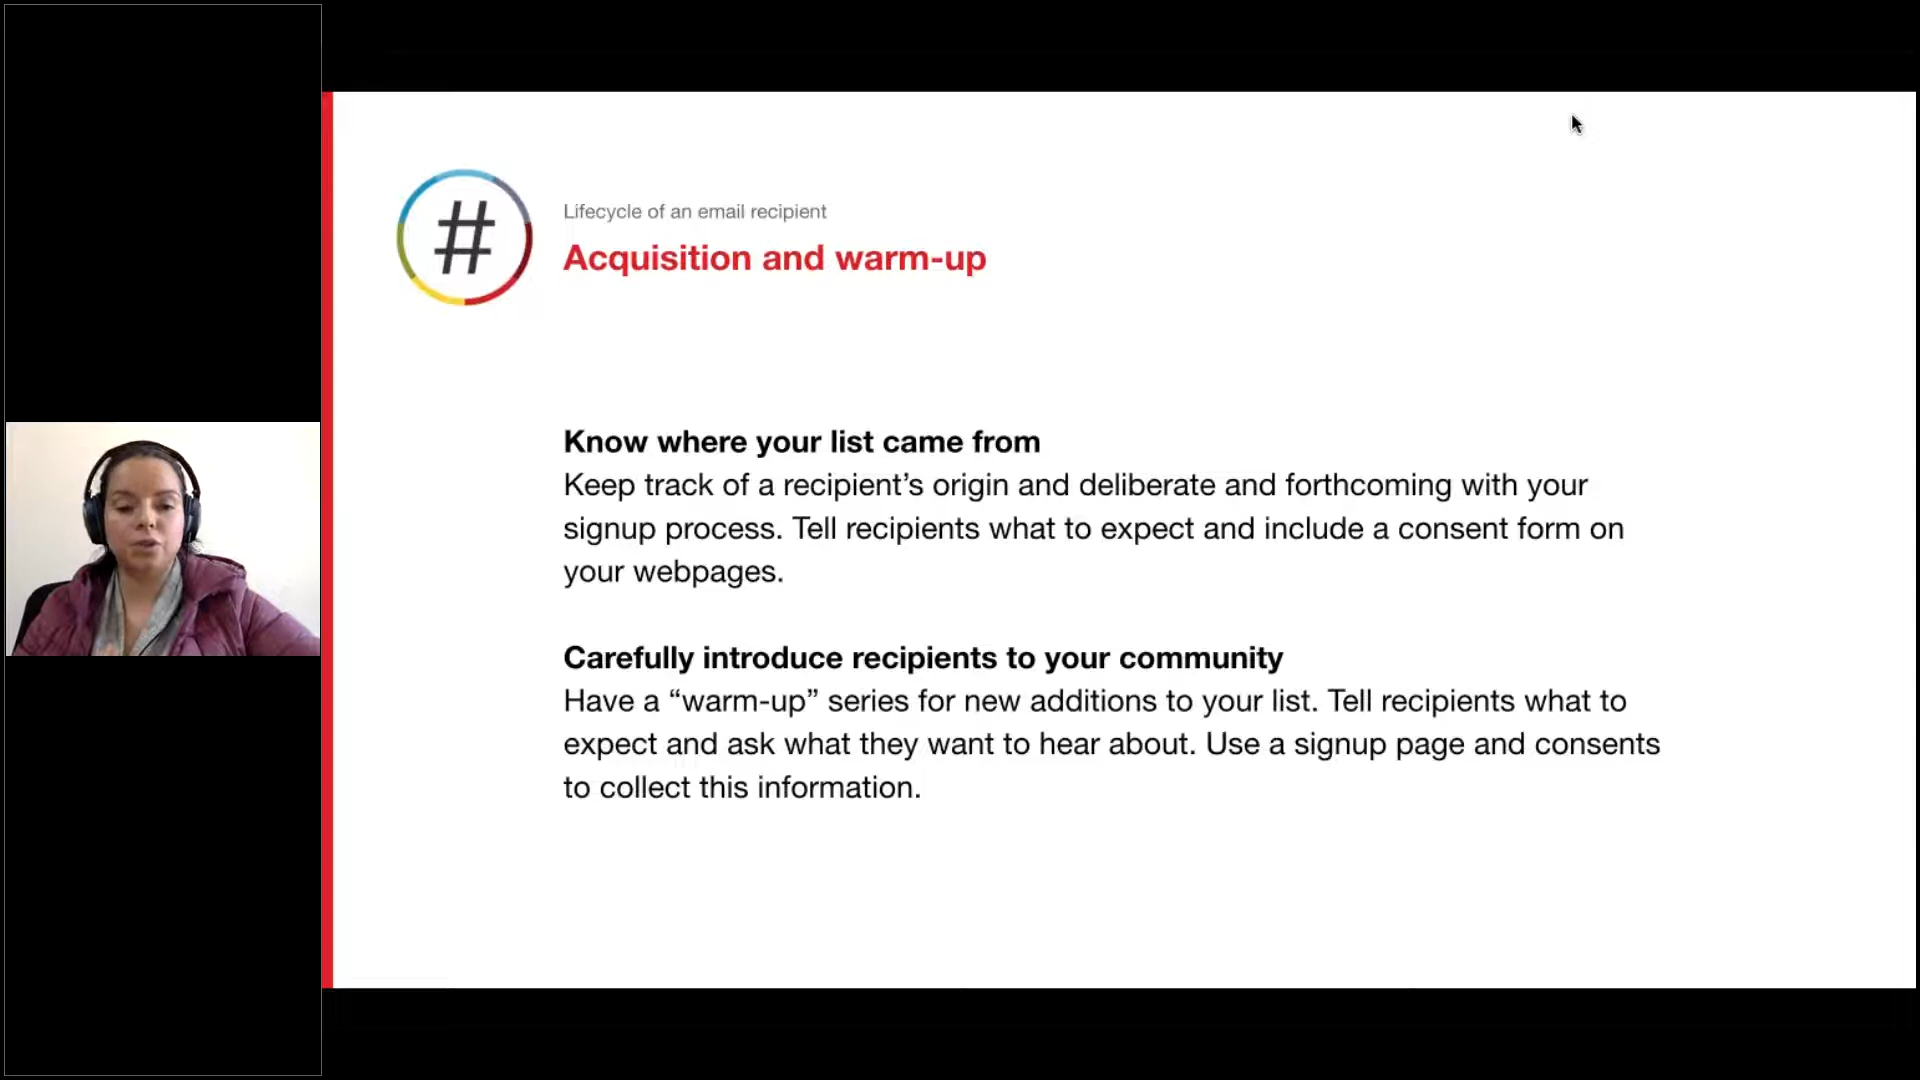 #
Lifecycle of an email recipient
Acquisition and warm-up
Know where your list came from
Keep track of a recipient’s origin and deliberate and forthcoming with your
signup process. Tell recipients what to expect and include a consent form on
your webpages.
Carefully introduce recipients to your community
Have a “warm-up” series for new additions to your list. Tell recipients what to
expect and ask what they want to hear about. Use a signup page and consents
to collect this information.